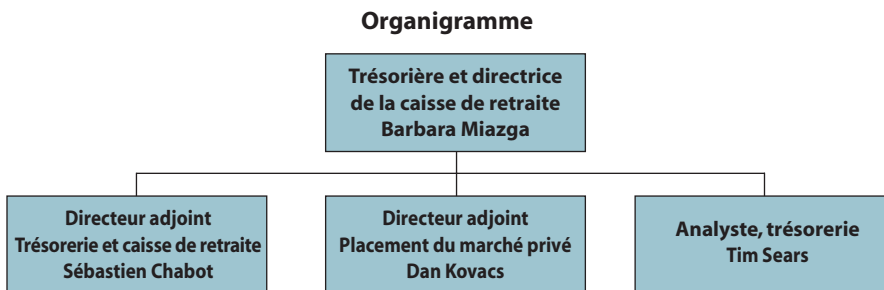 Organigramme
Trésorière et directrice
de la caisse de retraite
Barbara Miazga
Directeur adjoint
Trésorerie et caisse de retraite
Sébastien Chabot
Directeur adjoint
Placement du marché privé
Dan Kovacs
Analyste, trésorerie
Tim Sears